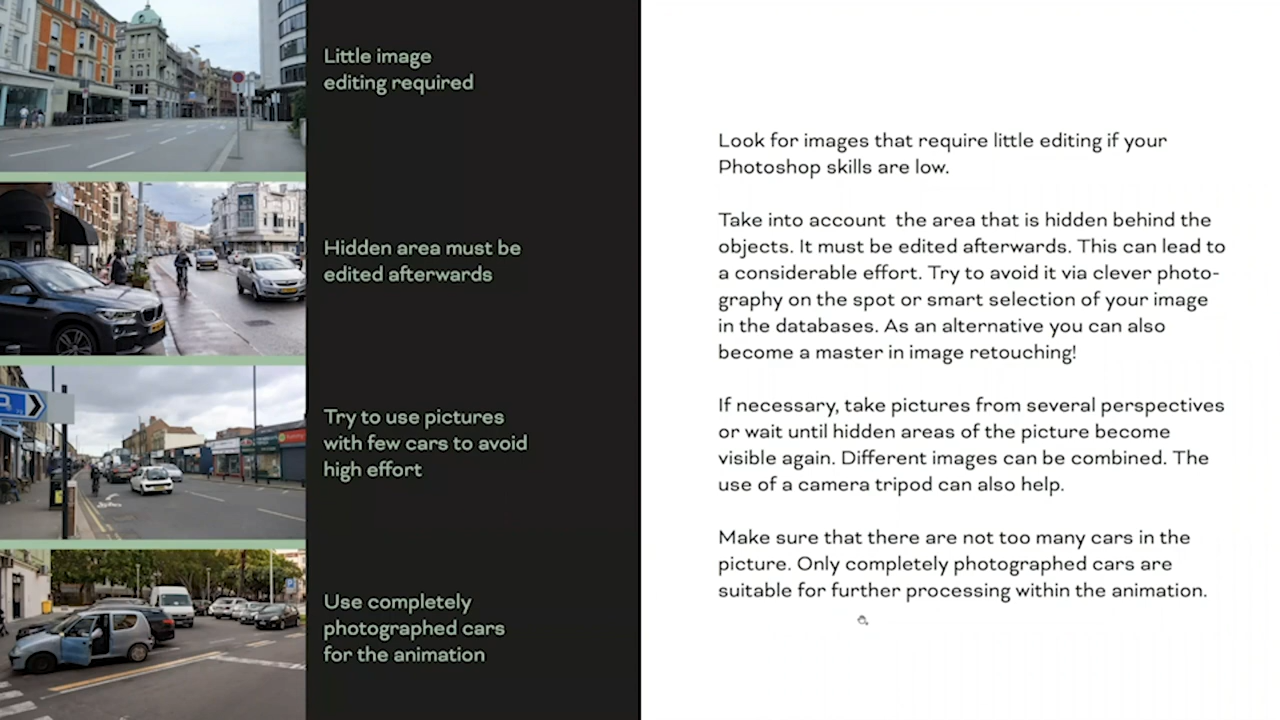 Little image
editing required
Hidden area must be
edited afterwards
Try to use pictures
with few cars to avoid
high effort
Use completely
photographed cars
for the animation
Look for images that require little editing if your
Photoshop skills are low.
Take into account  the area that is hidden behind the
objects. It must be edited afterwards. This can lead to
a considerable effort. Try to avoid it via clever photo-
graphy on the spot or smart selection of your image
in the databases. As an alternative you can also
become a master in image retouching!
If necessary, take pictures from several perspectives
or wait until hidden areas of the picture become
visible again. Different images can be combined. The
use of a camera tripod can also help.
Make sure that there are not too many cars in the
picture. Only completely photographed cars are
suitable for further processing within the animation.